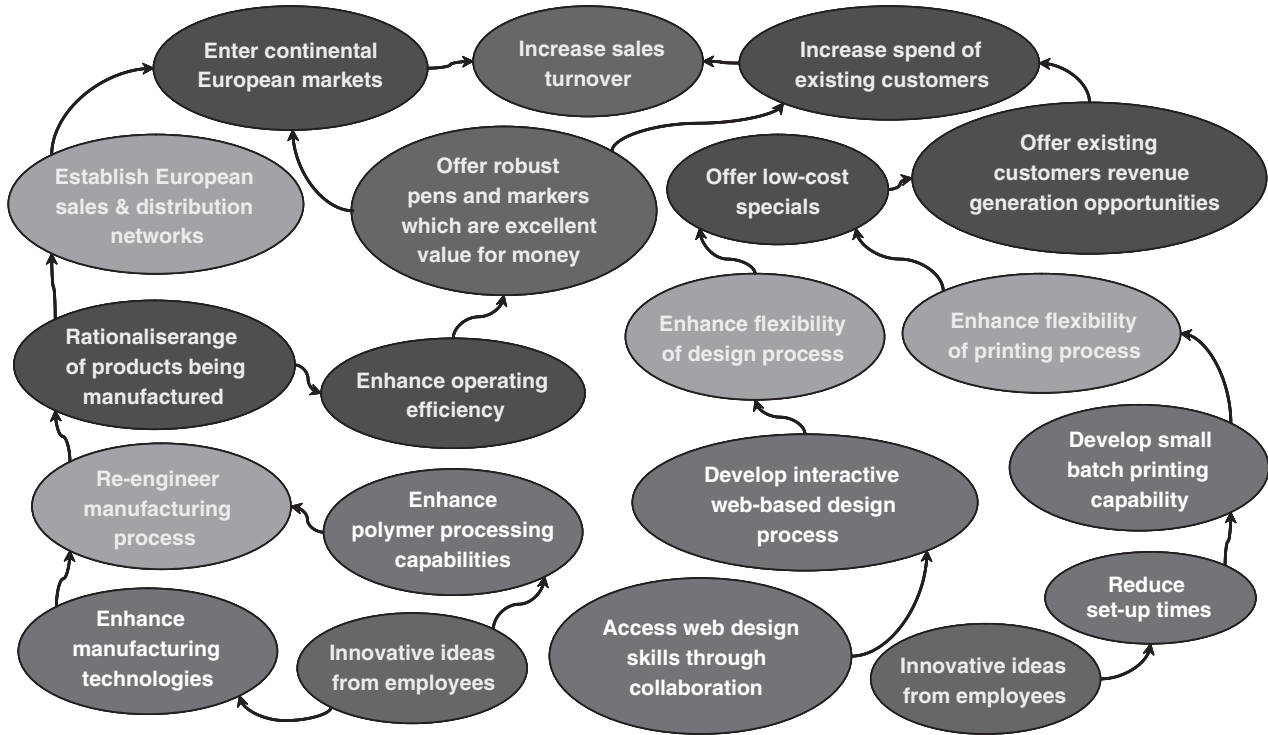 Enter continental
European markets
Increase sales
turnover
Increase spend of
existing customers
Establish European
sales & distribution
networks
Offer robust
pens and markers
which are excellent
value for money
Offer low-cost
specials
Offer existing
customers revenue
generation opportunities
Rationaliserange
of products being
manufactured
Enhance operating
efficiency
Enhance flexibility
of design process
Enhance flexibility
of printing process
Re-engineer
manufacturing
process
Enhance
polymer processing
capabilities
Develop interactive
web-based design
process
Develop small
batch printing
capability
Enhance
manufacturing
technologies
Innovative ideas
from employees
Access web design
skills through
collaboration
Innovative ideas
from employees
Reduce
set-up times